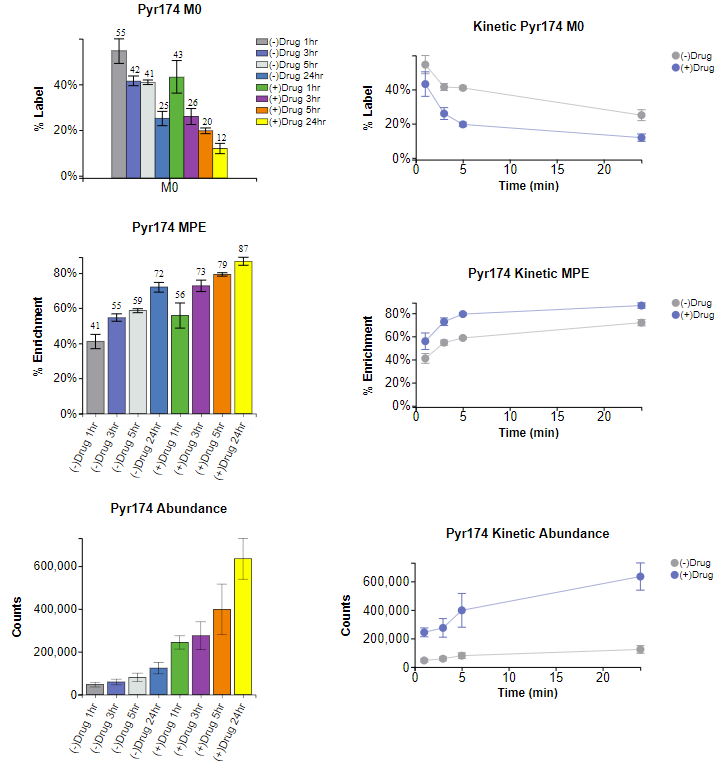 Pyr174 M0
55
42
41
25
43
26
20
12
40%
20%
0%
% Label
M0
(-)Drug 1hr
(-)Drug 3hr
(-)Drug 5hr
(-)Drug 24hr
(+)Drug 1hr
(+)Drug 3hr
(+)Drug 5hr
(+)Drug 24hr
Kinetic Pyr174 M0
40%
20%
0%
% Label
0 5 10 15 20
Time (min)
(-)Drug
(+)Drug
Pyr174 MPE
41
55
59
72
56
73
79
87
80%
60%
40%
20%
0%
% Enrichment
(-)Drug 1hr
(-)Drug 3hr
(-)Drug 5hr
(-)Drug 24hr
(+)Drug 1hr
(+)Drug 3hr
(+)Drug 5hr
(+)Drug 24hr
Pyr174 Kinetic MPE
80%
60%
40%
20%
0%
% Enrichment
0 5 10 15 20
Time (min)
(-)Drug
(+)Drug
Pyr174 Abundance
600,000
400,000
200,000
0
Counts
(-)Drug 1hr
(-)Drug 3hr
(-)Drug 5hr
(-)Drug 24hr
(+)Drug 1hr
(+)Drug 3hr
(+)Drug 5hr
(+)Drug 24hr
Pyr174 Kinetic Abundance
600,000
400,000
200,000
0
Counts
0 5 10 15 20
Time (min)
(-)Drug
(+)Drug